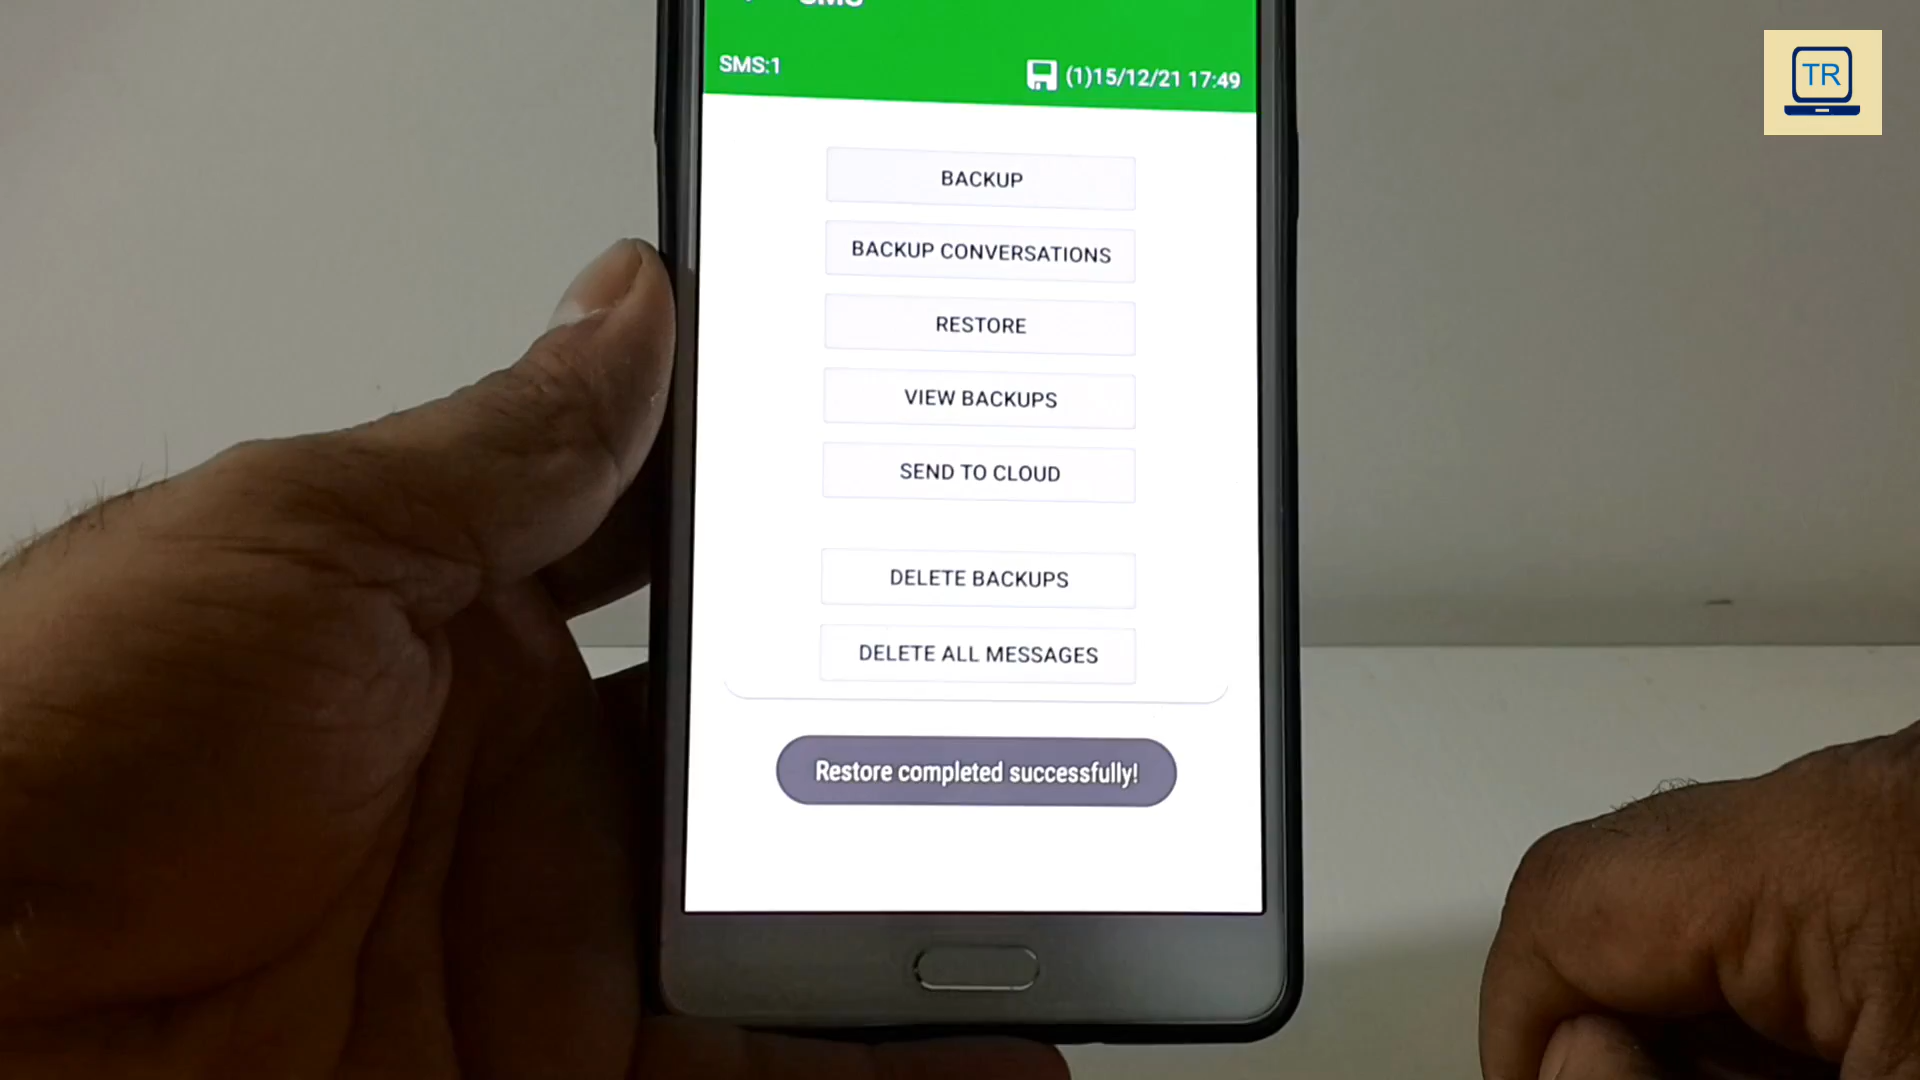 SMS
TR
SMS:1
(1)15/12/21 17:49
BACKUP
BACKUP CONVERSATIONS
RESTORE
VIEW BACKUPS
SEND TO CLOUD
DELETE BACKUPS
DELETE ALL MESSAGES
Restore completed successfully!